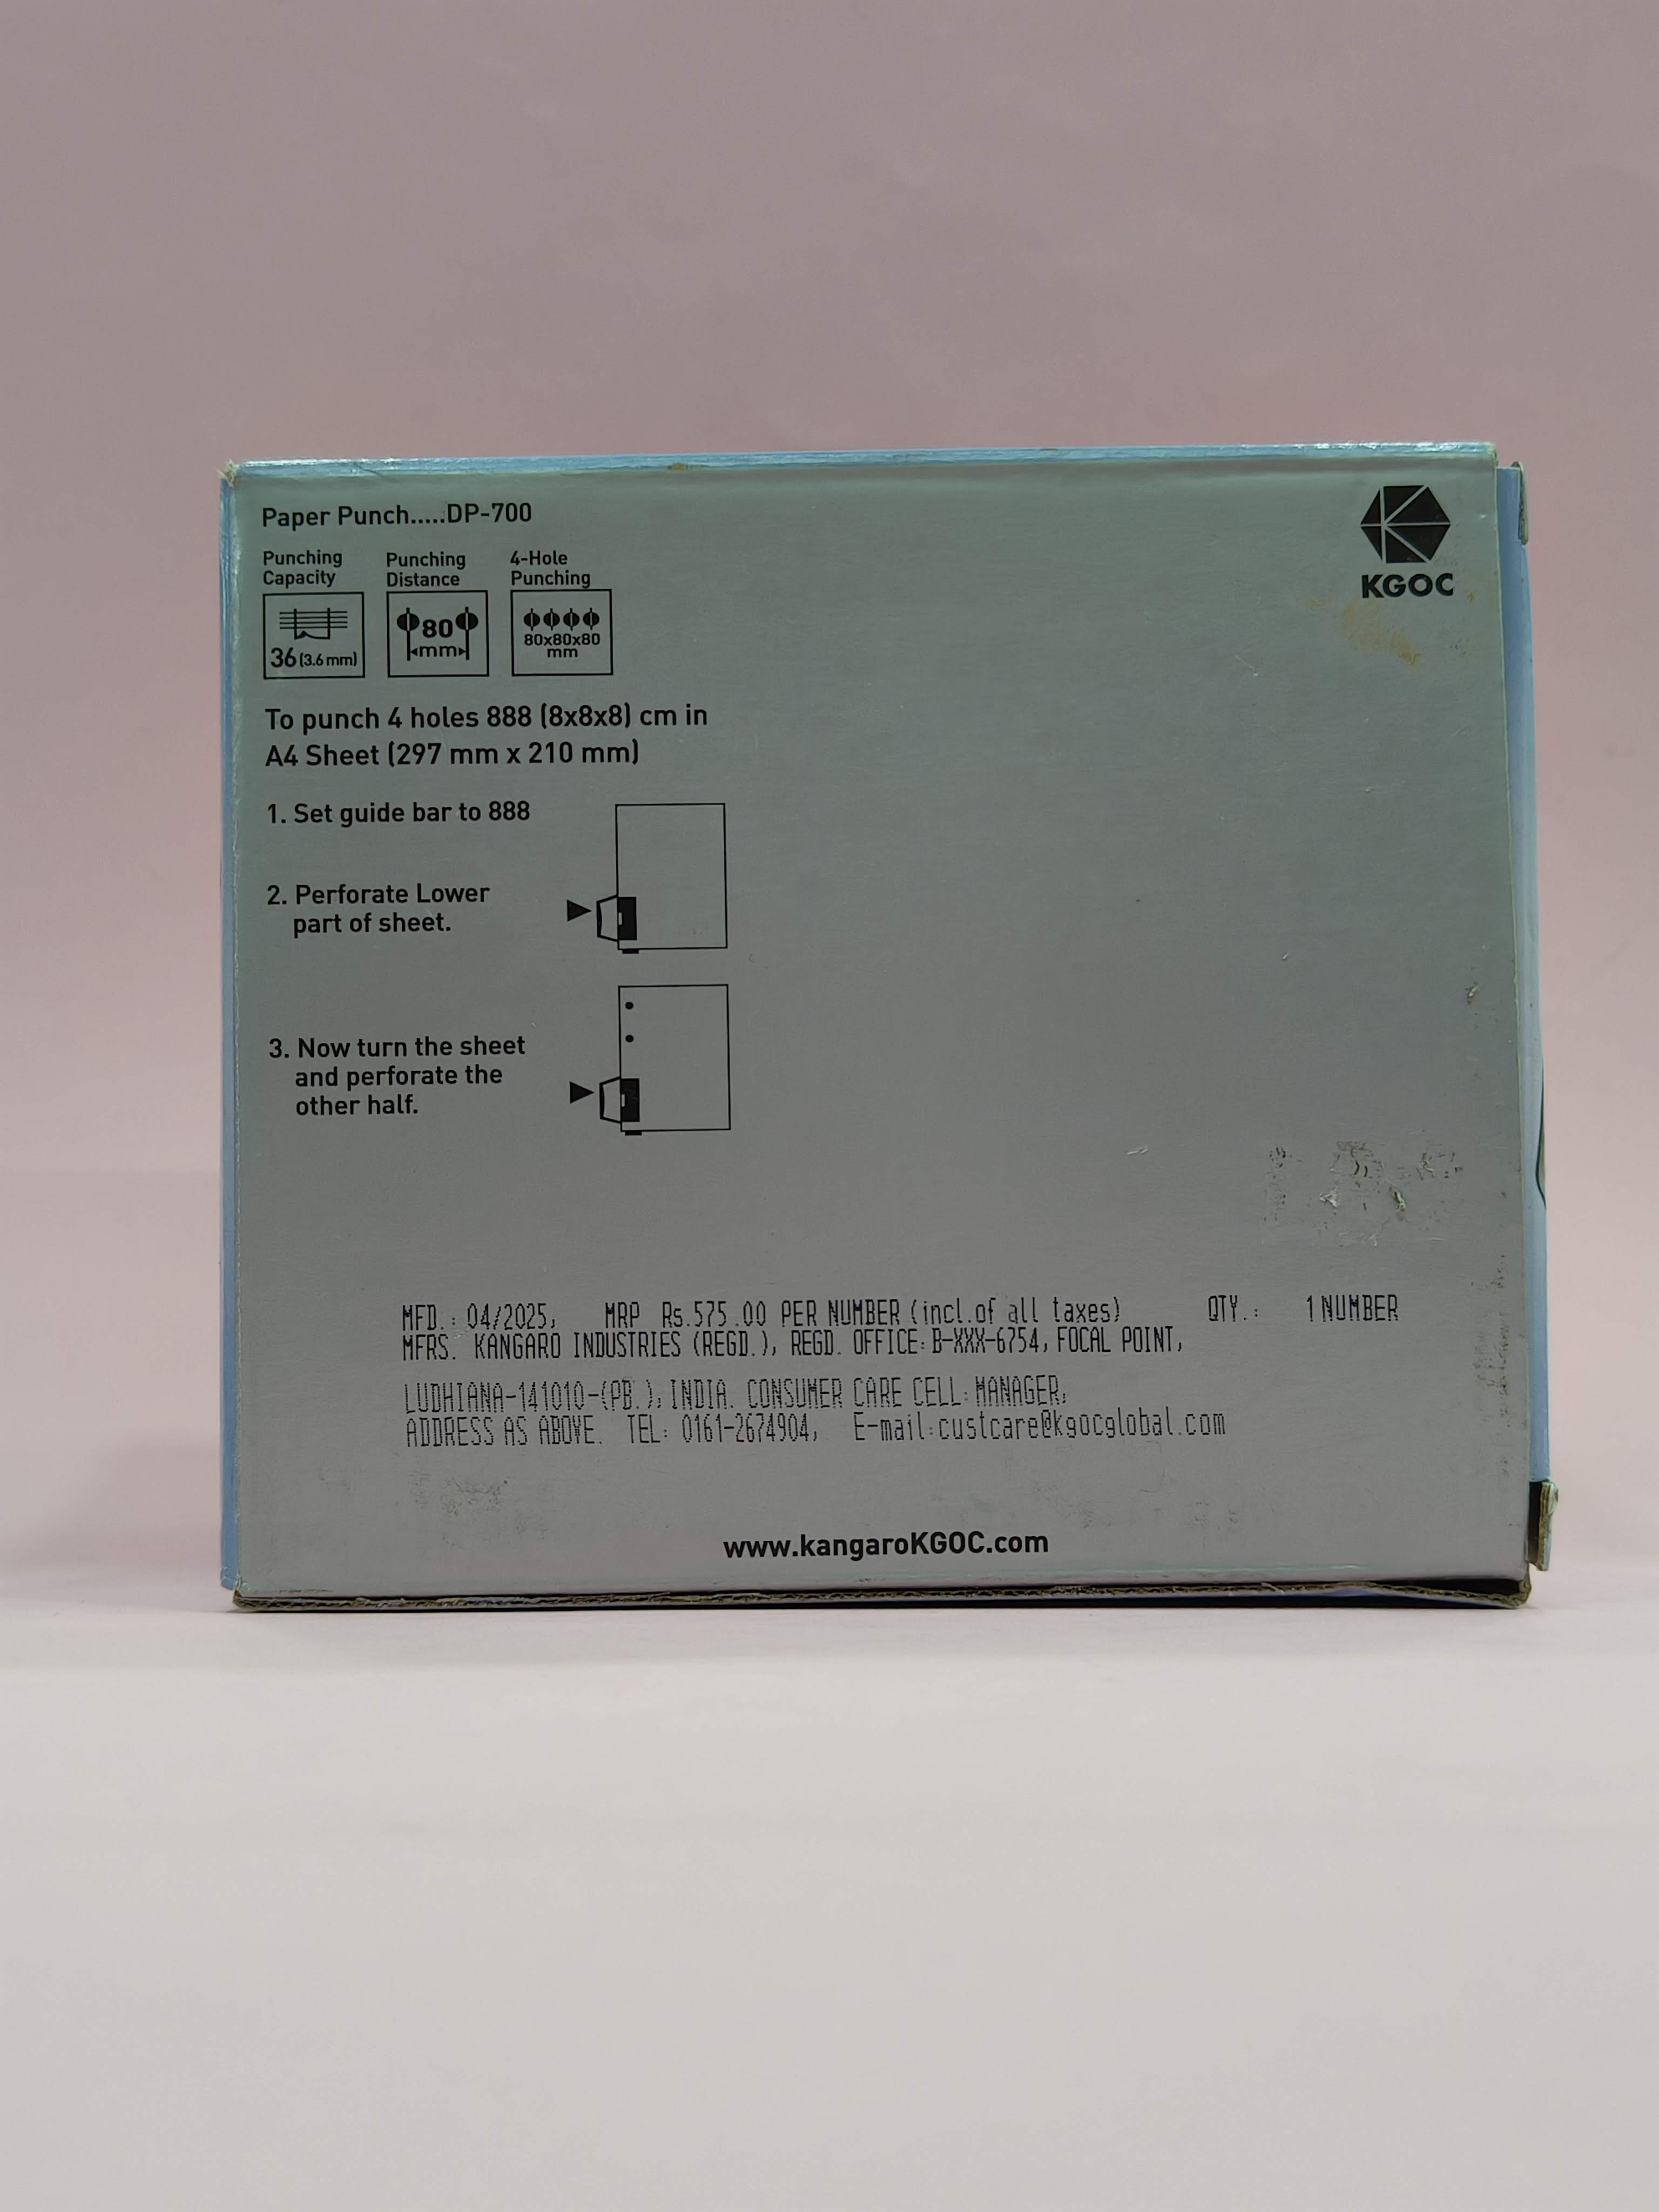 Paper Punch.....DP-700
KGOC
Punching
Capacity
36 (3.6 mm)
Punching
Distance
80
mm
4-Hole
Punching
80x80x80
mm
To punch 4 holes 888 (8x8x8) cm in
A4 Sheet (297 mm x 210 mm)
1. Set guide bar to 888
2. Perforate Lower
part of sheet.
3. Now turn the sheet
and perforate the
other half.
MFD.: 04/2025, MRP Rs.575.00 PER NUMBER (incl.of all taxes) QTY.: 1 NUMBER
MFRS. KANGARO INDUSTRIES (REGD.), REGD. OFFICE: B-XXX-6754, FOCAL POINT,
LUDHIANA-141010-(PB.), INDIA. CONSUMER CARE CELL: MANAGER,
ADDRESS AS ABOVE. TEL: 0161-2674904, E-mail:custcare@kgocglobal.com
www.kangaroKGOC.com